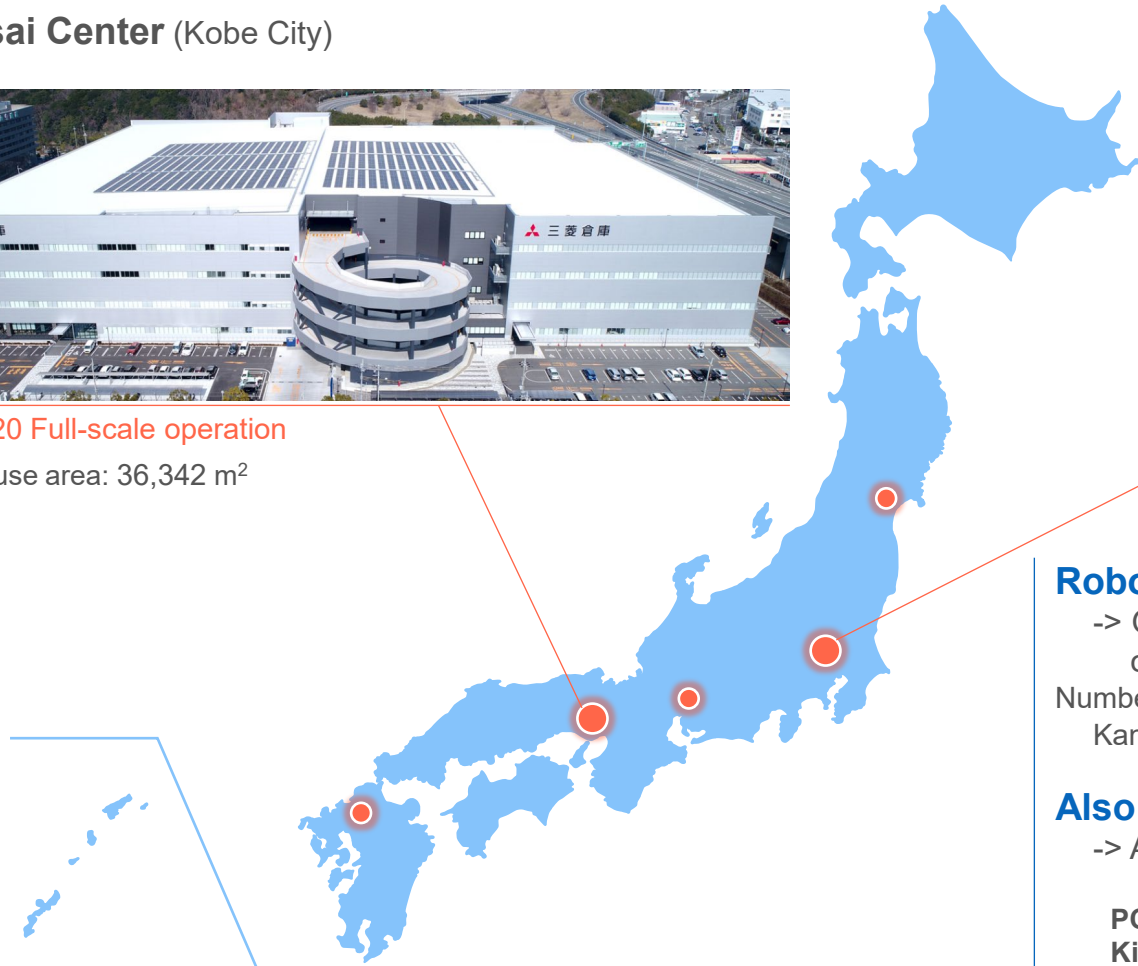 sai Center (Kobe City)
三菱倉庫
20 Full-scale operation
use area: 36,342 m²
Robo
->
Numbe
Kar
Also
-> A
PO
Ki